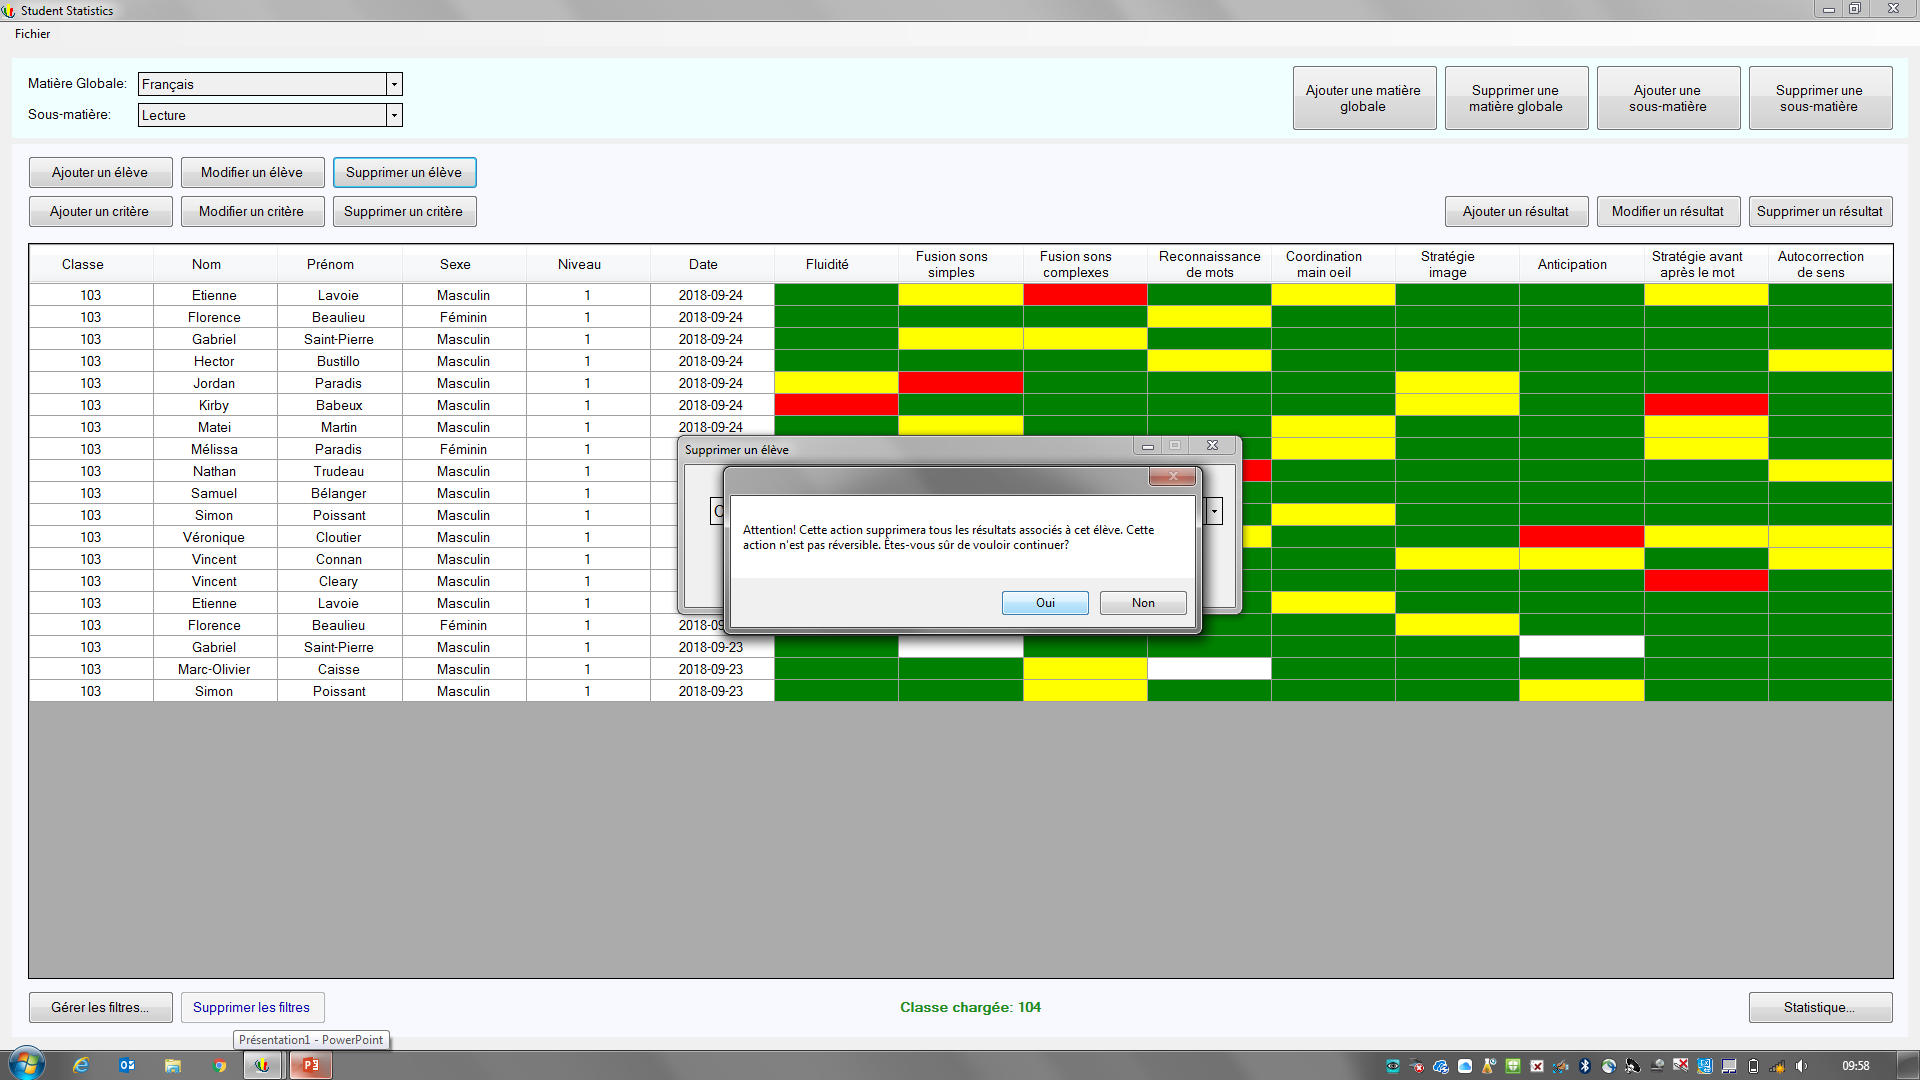 Student Statistics
Fichier
Matière Globale: Français
Sous-matière: Lecture
Ajouter une matière globale
Supprimer une matière globale
Ajouter une sous-matière
Supprimer une sous-matière
Ajouter un élève Modifier un élève Supprimer un élève
Ajouter un critère Modifier un critère Supprimer un critère
Ajouter un résultat Modifier un résultat Supprimer un résultat
Classe Nom Prénom Sexe Niveau Date Fluidité Fusion sons simples Fusion sons complexes Reconnaissance de mots Coordination main oeil Stratégie image Anticipation Stratégie avant après le mot Autocorrection de sens
103 Etienne Lavoie Masculin 1 2018-09-24
103 Florence Beaulieu Féminin 1 2018-09-24
103 Gabriel Saint-Pierre Masculin 1 2018-09-24
103 Hector Bustillo Masculin 1 2018-09-24
103 Jordan Paradis Masculin 1 2018-09-24
103 Kirby Babeux Masculin 1 2018-09-24
103 Matei Martin Masculin 1 2018-09-24
103 Mélissa Paradis Féminin 1
103 Nathan Trudeau Masculin 1
103 Samuel Bélanger Masculin 1
103 Simon Poissant Masculin 1
103 Véronique Cloutier Masculin 1
103 Vincent Connan Masculin 1
103 Vincent Cleary Masculin 1
103 Etienne Lavoie Masculin 1
103 Florence Beaulieu Féminin 1 2018-09
103 Gabriel Saint-Pierre Masculin 1 2018-09-23
103 Marc-Olivier Caisse Masculin 1 2018-09-23
103 Simon Poissant Masculin 1 2018-09-23
Supprimer un élève
Attention! Cette action supprimera tous les résultats associés à cet élève. Cette
action n'est pas réversible. Êtes-vous sûr de vouloir continuer?
Oui Non
Gérer les filtres... Supprimer les filtres Classe chargée: 104 Statistique...
Présentation1 - PowerPoint
09:58